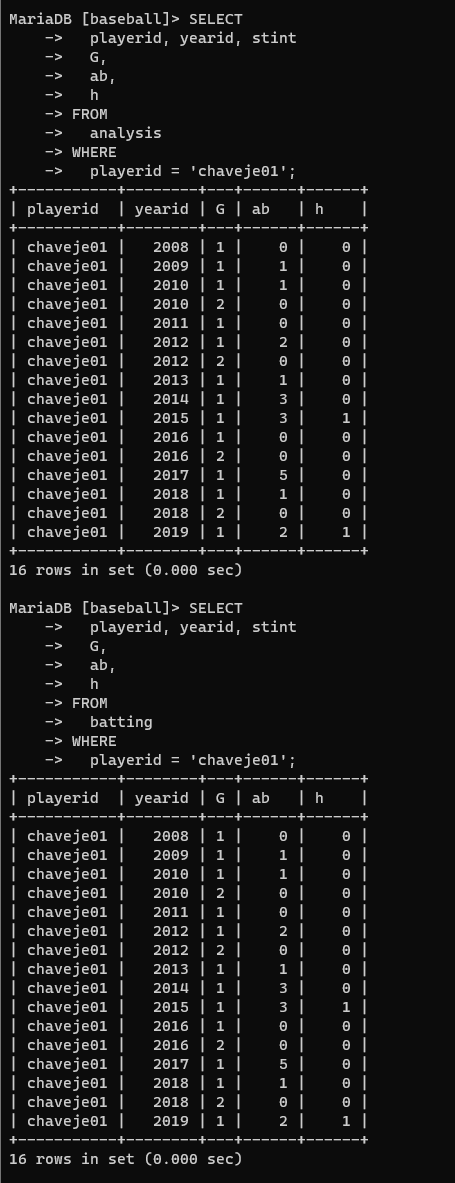 MariaDB [baseball]> SELECT
    ->   playerid, yearid, stint
    ->   G,
    ->   ab,
    ->   h
    -> FROM
    ->   analysis
    -> WHERE
    ->   playerid = 'chaveje01';
+-----------+--------+---+------+------+
| playerid  | yearid | G | ab   | h    |
+-----------+--------+---+------+------+
| chaveje01 |   2008 | 1 |    0 |    0 |
| chaveje01 |   2009 | 1 |    1 |    0 |
| chaveje01 |   2010 | 1 |    1 |    0 |
| chaveje01 |   2010 | 2 |    0 |    0 |
| chaveje01 |   2011 | 1 |    0 |    0 |
| chaveje01 |   2012 | 1 |    2 |    0 |
| chaveje01 |   2012 | 2 |    0 |    0 |
| chaveje01 |   2013 | 1 |    1 |    0 |
| chaveje01 |   2014 | 1 |    3 |    0 |
| chaveje01 |   2015 | 1 |    3 |    1 |
| chaveje01 |   2016 | 1 |    0 |    0 |
| chaveje01 |   2016 | 2 |    0 |    0 |
| chaveje01 |   2017 | 1 |    5 |    0 |
| chaveje01 |   2018 | 1 |    1 |    0 |
| chaveje01 |   2018 | 2 |    0 |    0 |
| chaveje01 |   2019 | 1 |    2 |    1 |
+-----------+--------+---+------+------+
16 rows in set (0.000 sec)

MariaDB [baseball]> SELECT
    ->   playerid, yearid, stint
    ->   G,
    ->   ab,
    ->   h
    -> FROM
    ->   batting
    -> WHERE
    ->   playerid = 'chaveje01';
+-----------+--------+---+------+------+
| playerid  | yearid | G | ab   | h    |
+-----------+--------+---+------+------+
| chaveje01 |   2008 | 1 |    0 |    0 |
| chaveje01 |   2009 | 1 |    1 |    0 |
| chaveje01 |   2010 | 1 |    1 |    0 |
| chaveje01 |   2010 | 2 |    0 |    0 |
| chaveje01 |   2011 | 1 |    0 |    0 |
| chaveje01 |   2012 | 1 |    2 |    0 |
| chaveje01 |   2012 | 2 |    0 |    0 |
| chaveje01 |   2013 | 1 |    1 |    0 |
| chaveje01 |   2014 | 1 |    3 |    0 |
| chaveje01 |   2015 | 1 |    3 |    1 |
| chaveje01 |   2016 | 1 |    0 |    0 |
| chaveje01 |   2016 | 2 |    0 |    0 |
| chaveje01 |   2017 | 1 |    5 |    0 |
| chaveje01 |   2018 | 1 |    1 |    0 |
| chaveje01 |   2018 | 2 |    0 |    0 |
| chaveje01 |   2019 | 1 |    2 |    1 |
+-----------+--------+---+------+------+
16 rows in set (0.000 sec)